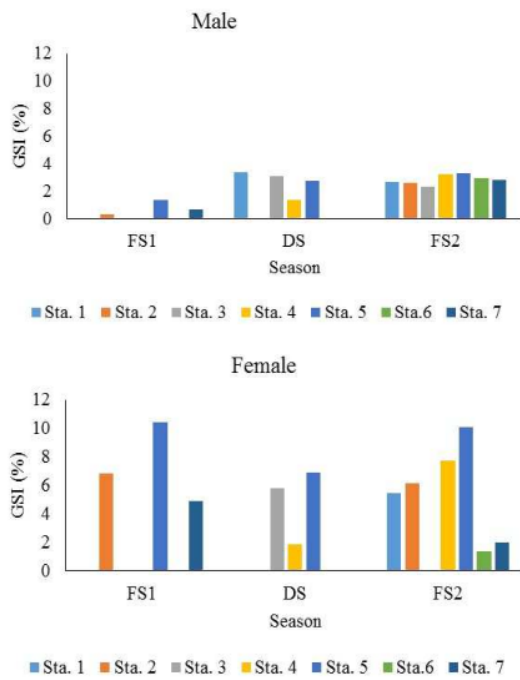 Male
12
10
8
6
4
2
0
GSI (%)
FS1 DS FS2
Season
Sta. 1 Sta. 2 Sta. 3 Sta. 4 Sta. 5 Sta.6 Sta. 7
Female
12
10
8
6
4
2
0
GSI (%)
FS1 DS FS2
Season
Sta. 1 Sta. 2 Sta. 3 Sta. 4 Sta. 5 Sta.6 Sta. 7